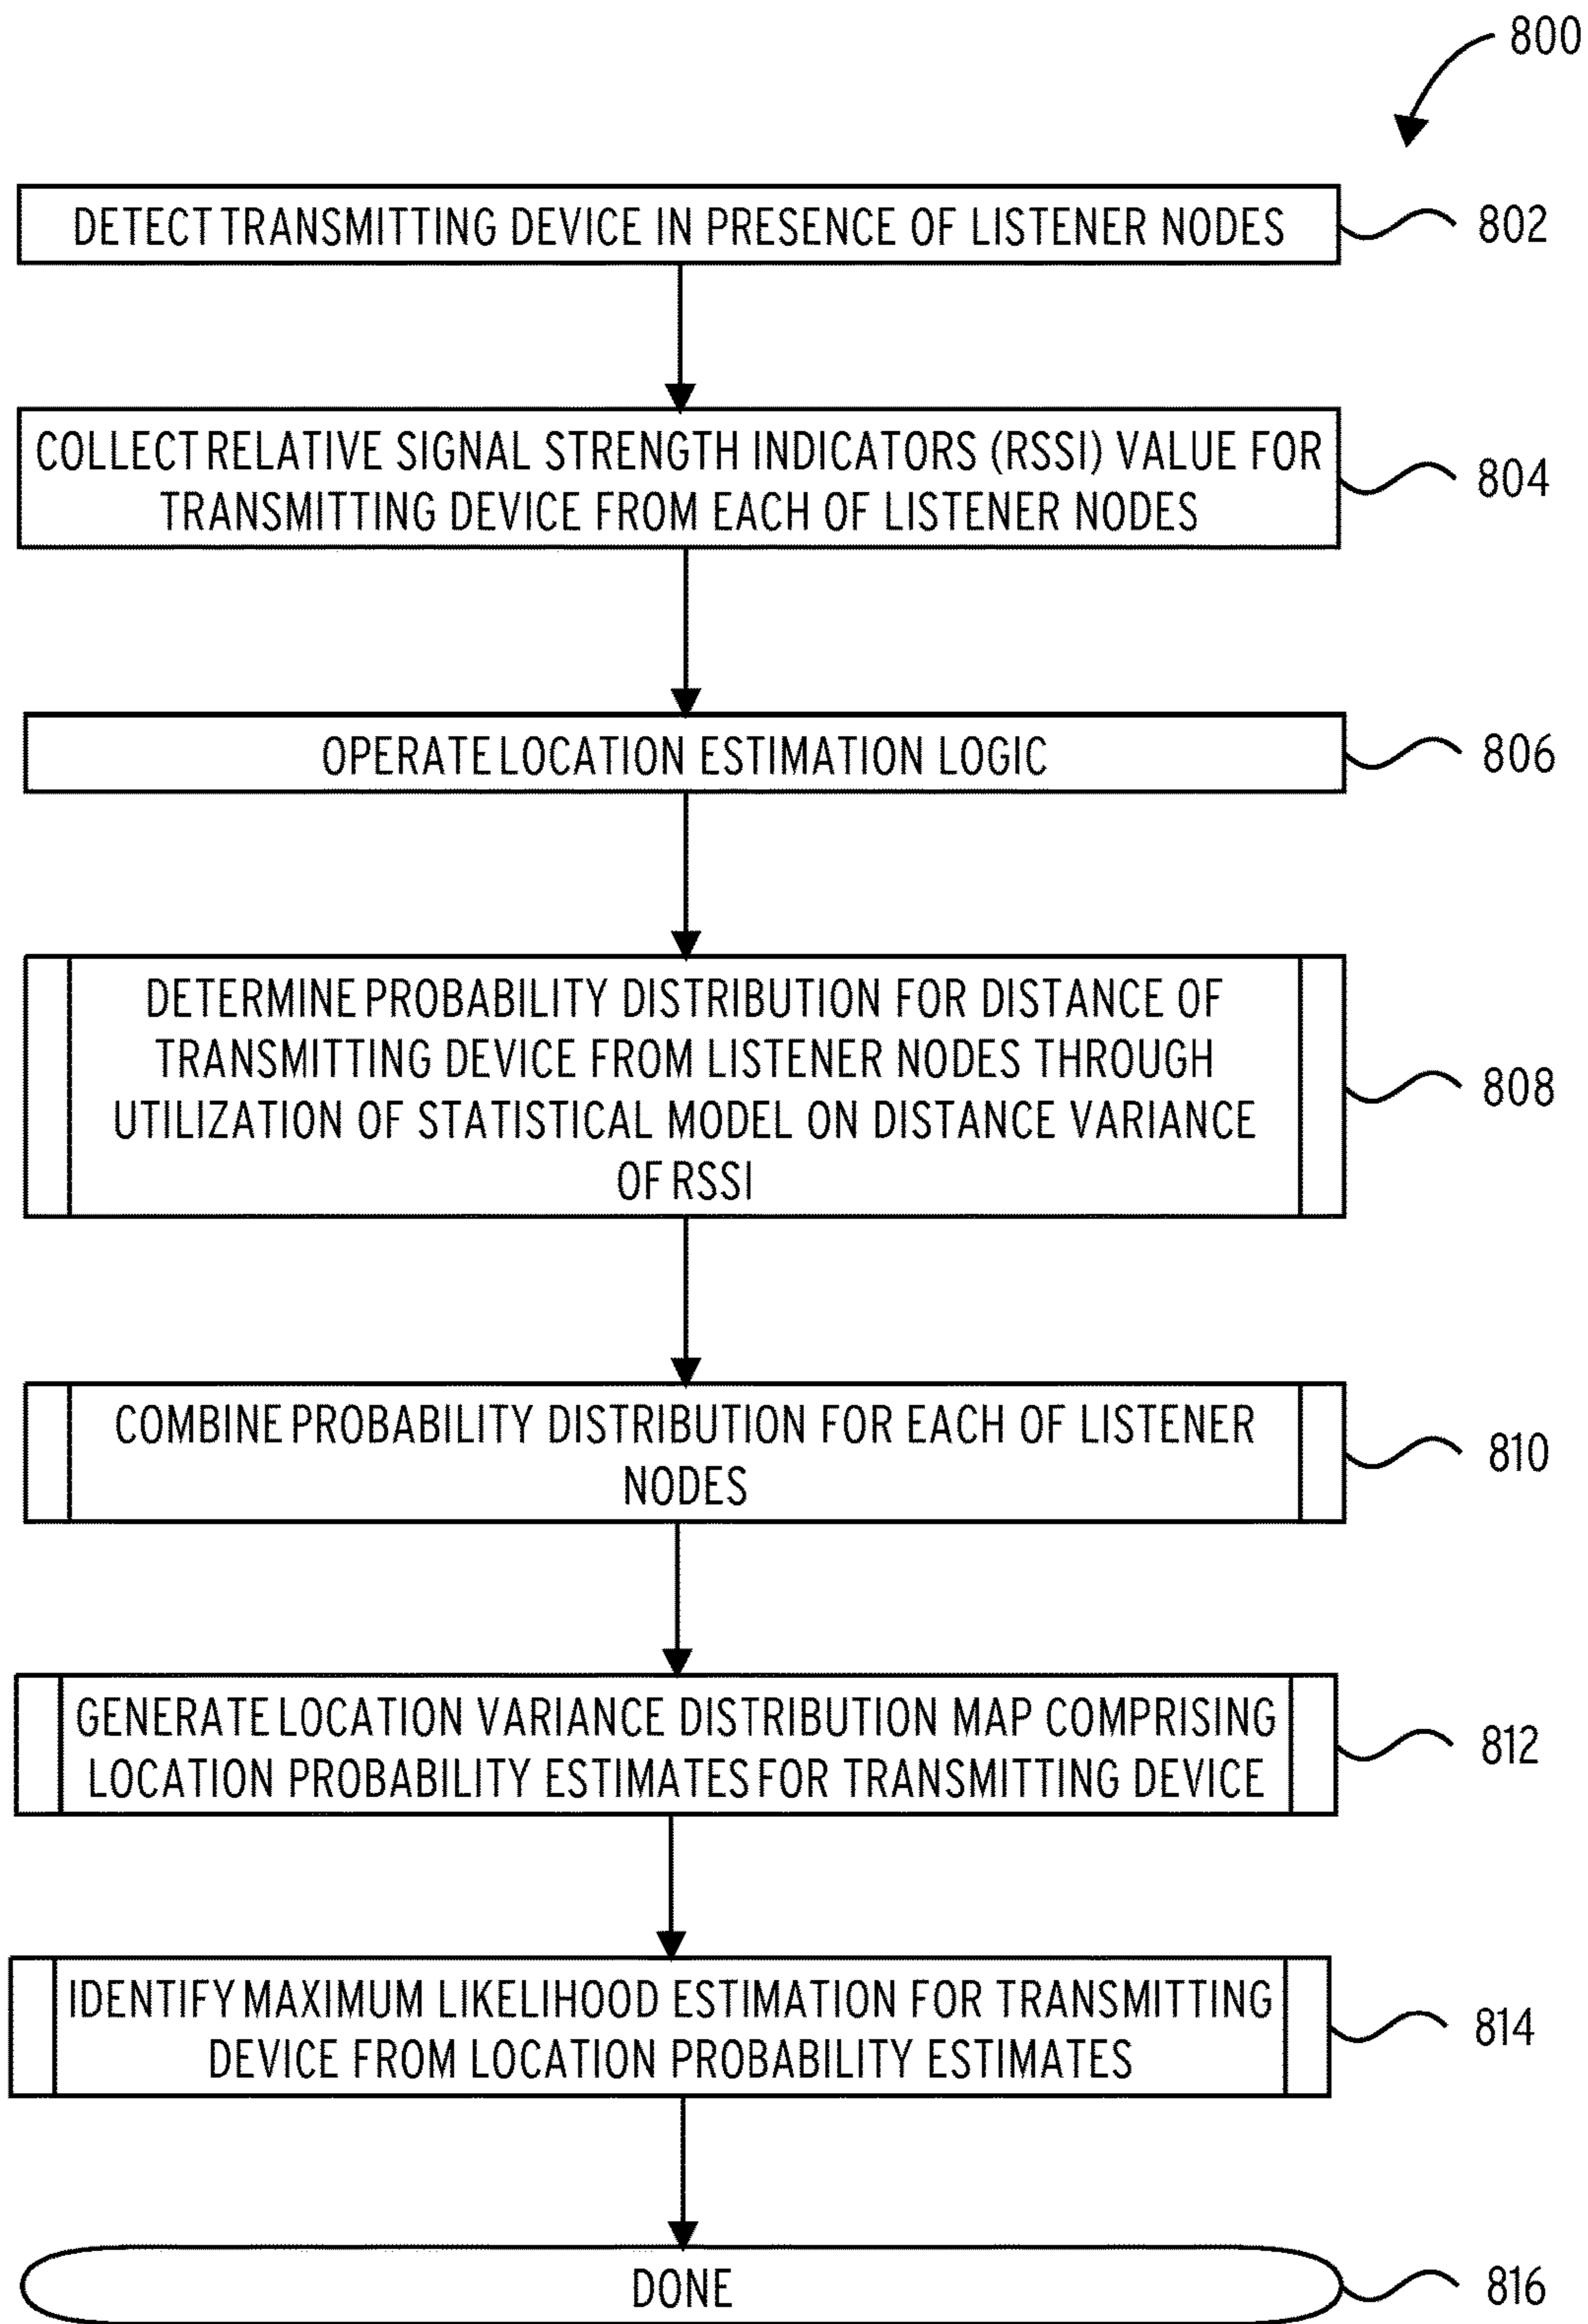 800
DETECT TRANSMITTING DEVICE IN PRESENCE OF LISTENER NODES
802
COLLECT RELATIVE SIGNAL STRENGTH INDICATORS (RSSI) VALUE FOR
TRANSMITTING DEVICE FROM EACH OF LISTENER NODES
804
OPERATE LOCATION ESTIMATION LOGIC
806
DETERMINE PROBABILITY DISTRIBUTION FOR DISTANCE OF
TRANSMITTING DEVICE FROM LISTENER NODES THROUGH
UTILIZATION OF STATISTICAL MODEL ON DISTANCE VARIANCE
OF RSSI
808
COMBINE PROBABILITY DISTRIBUTION FOR EACH OF LISTENER
NODES
810
GENERATE LOCATION VARIANCE DISTRIBUTION MAP COMPRISING
LOCATION PROBABILITY ESTIMATES FOR TRANSMITTING DEVICE
812
IDENTIFY MAXIMUM LIKELIHOOD ESTIMATION FOR TRANSMITTING
DEVICE FROM LOCATION PROBABILITY ESTIMATES
814
DONE
816